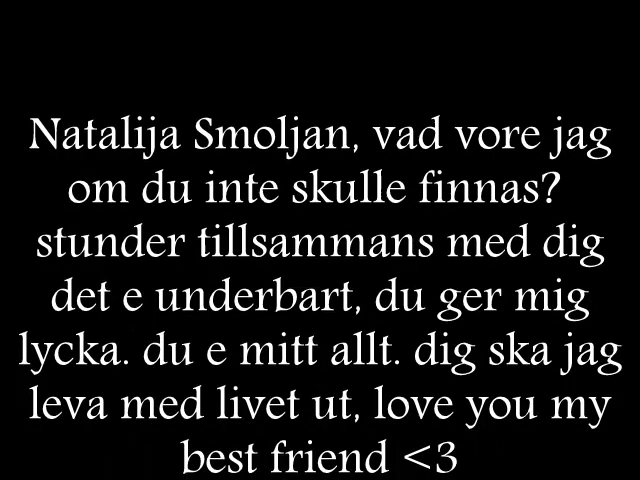 Natalija Smoljan, vad vore jag
om du inte skulle finnas?
stunder tillsammans med dig
det e underbart, du ger mig
lycka. du e mitt allt. dig ska jag
leva med livet ut, love you my
best friend <3